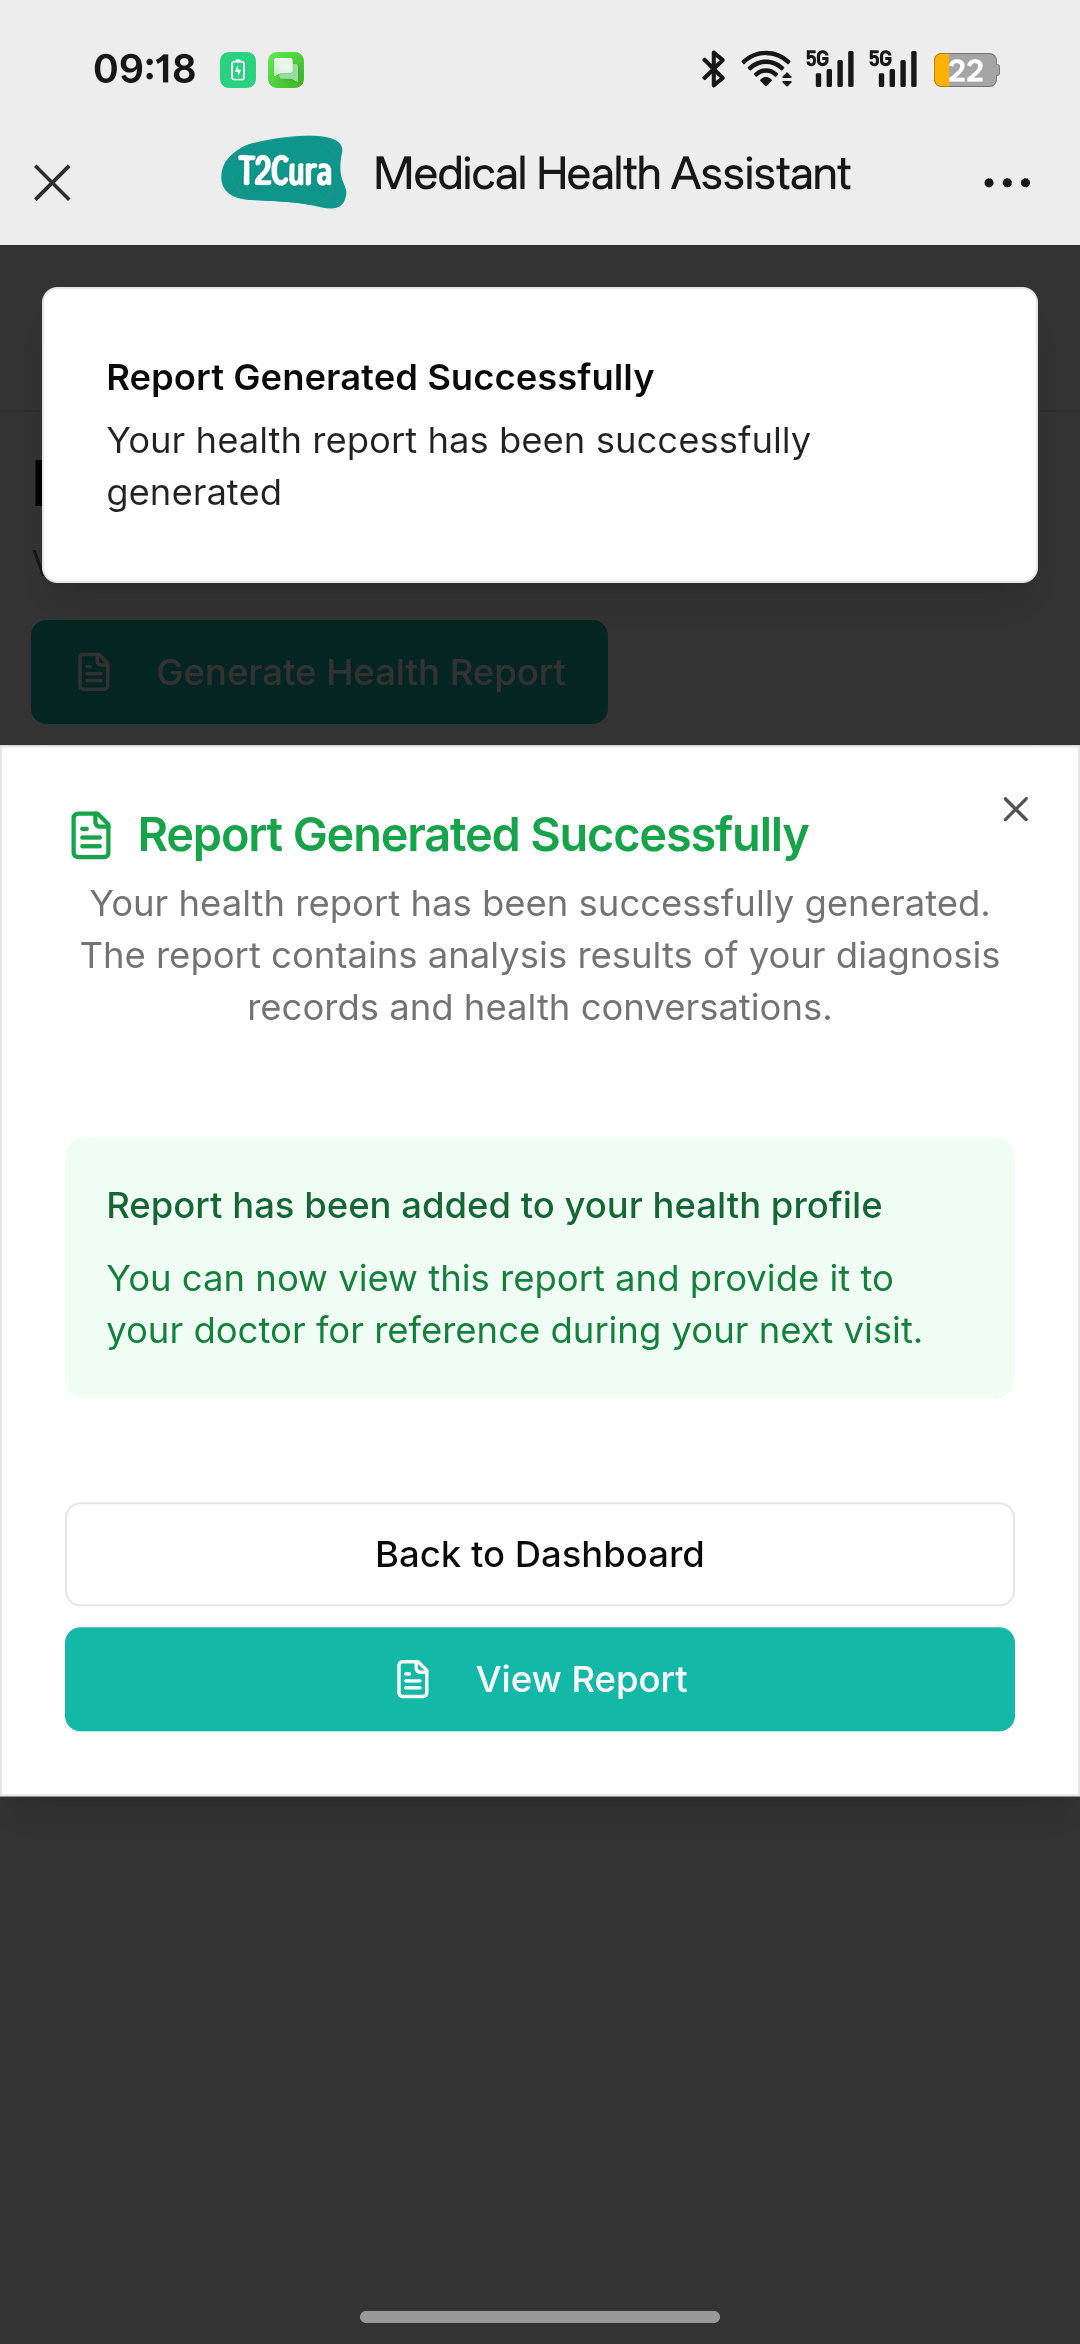 09:18
5G
5G
22
T2Cura
Medical Health Assistant
Report Generated Successfully
Your health report has been successfully
generated
Generate Health Report
Report Generated Successfully
Your health report has been successfully generated.
The report contains analysis results of your diagnosis
records and health conversations.
Report has been added to your health profile
You can now view this report and provide it to
your doctor for reference during your next visit.
Back to Dashboard
View Report